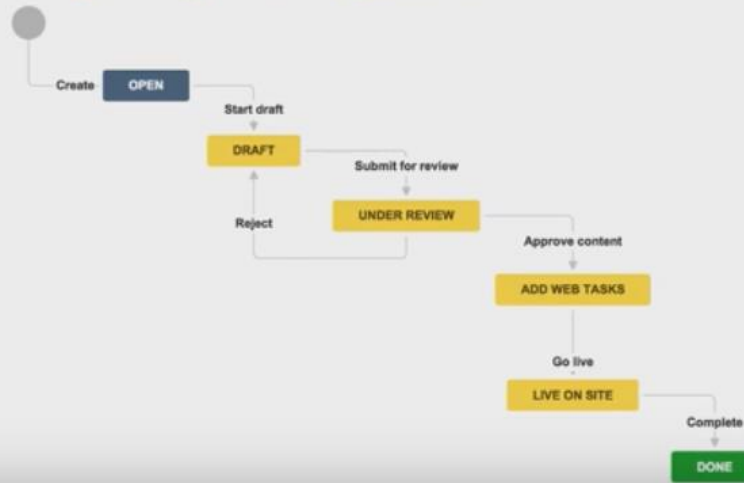 Create
OPEN
Start draft
DRAFT
Submit for review
Reject
UNDER REVIEW
Approve content
ADD WEB TASKS
Go live
LIVE ON SITE
Complete
DONE